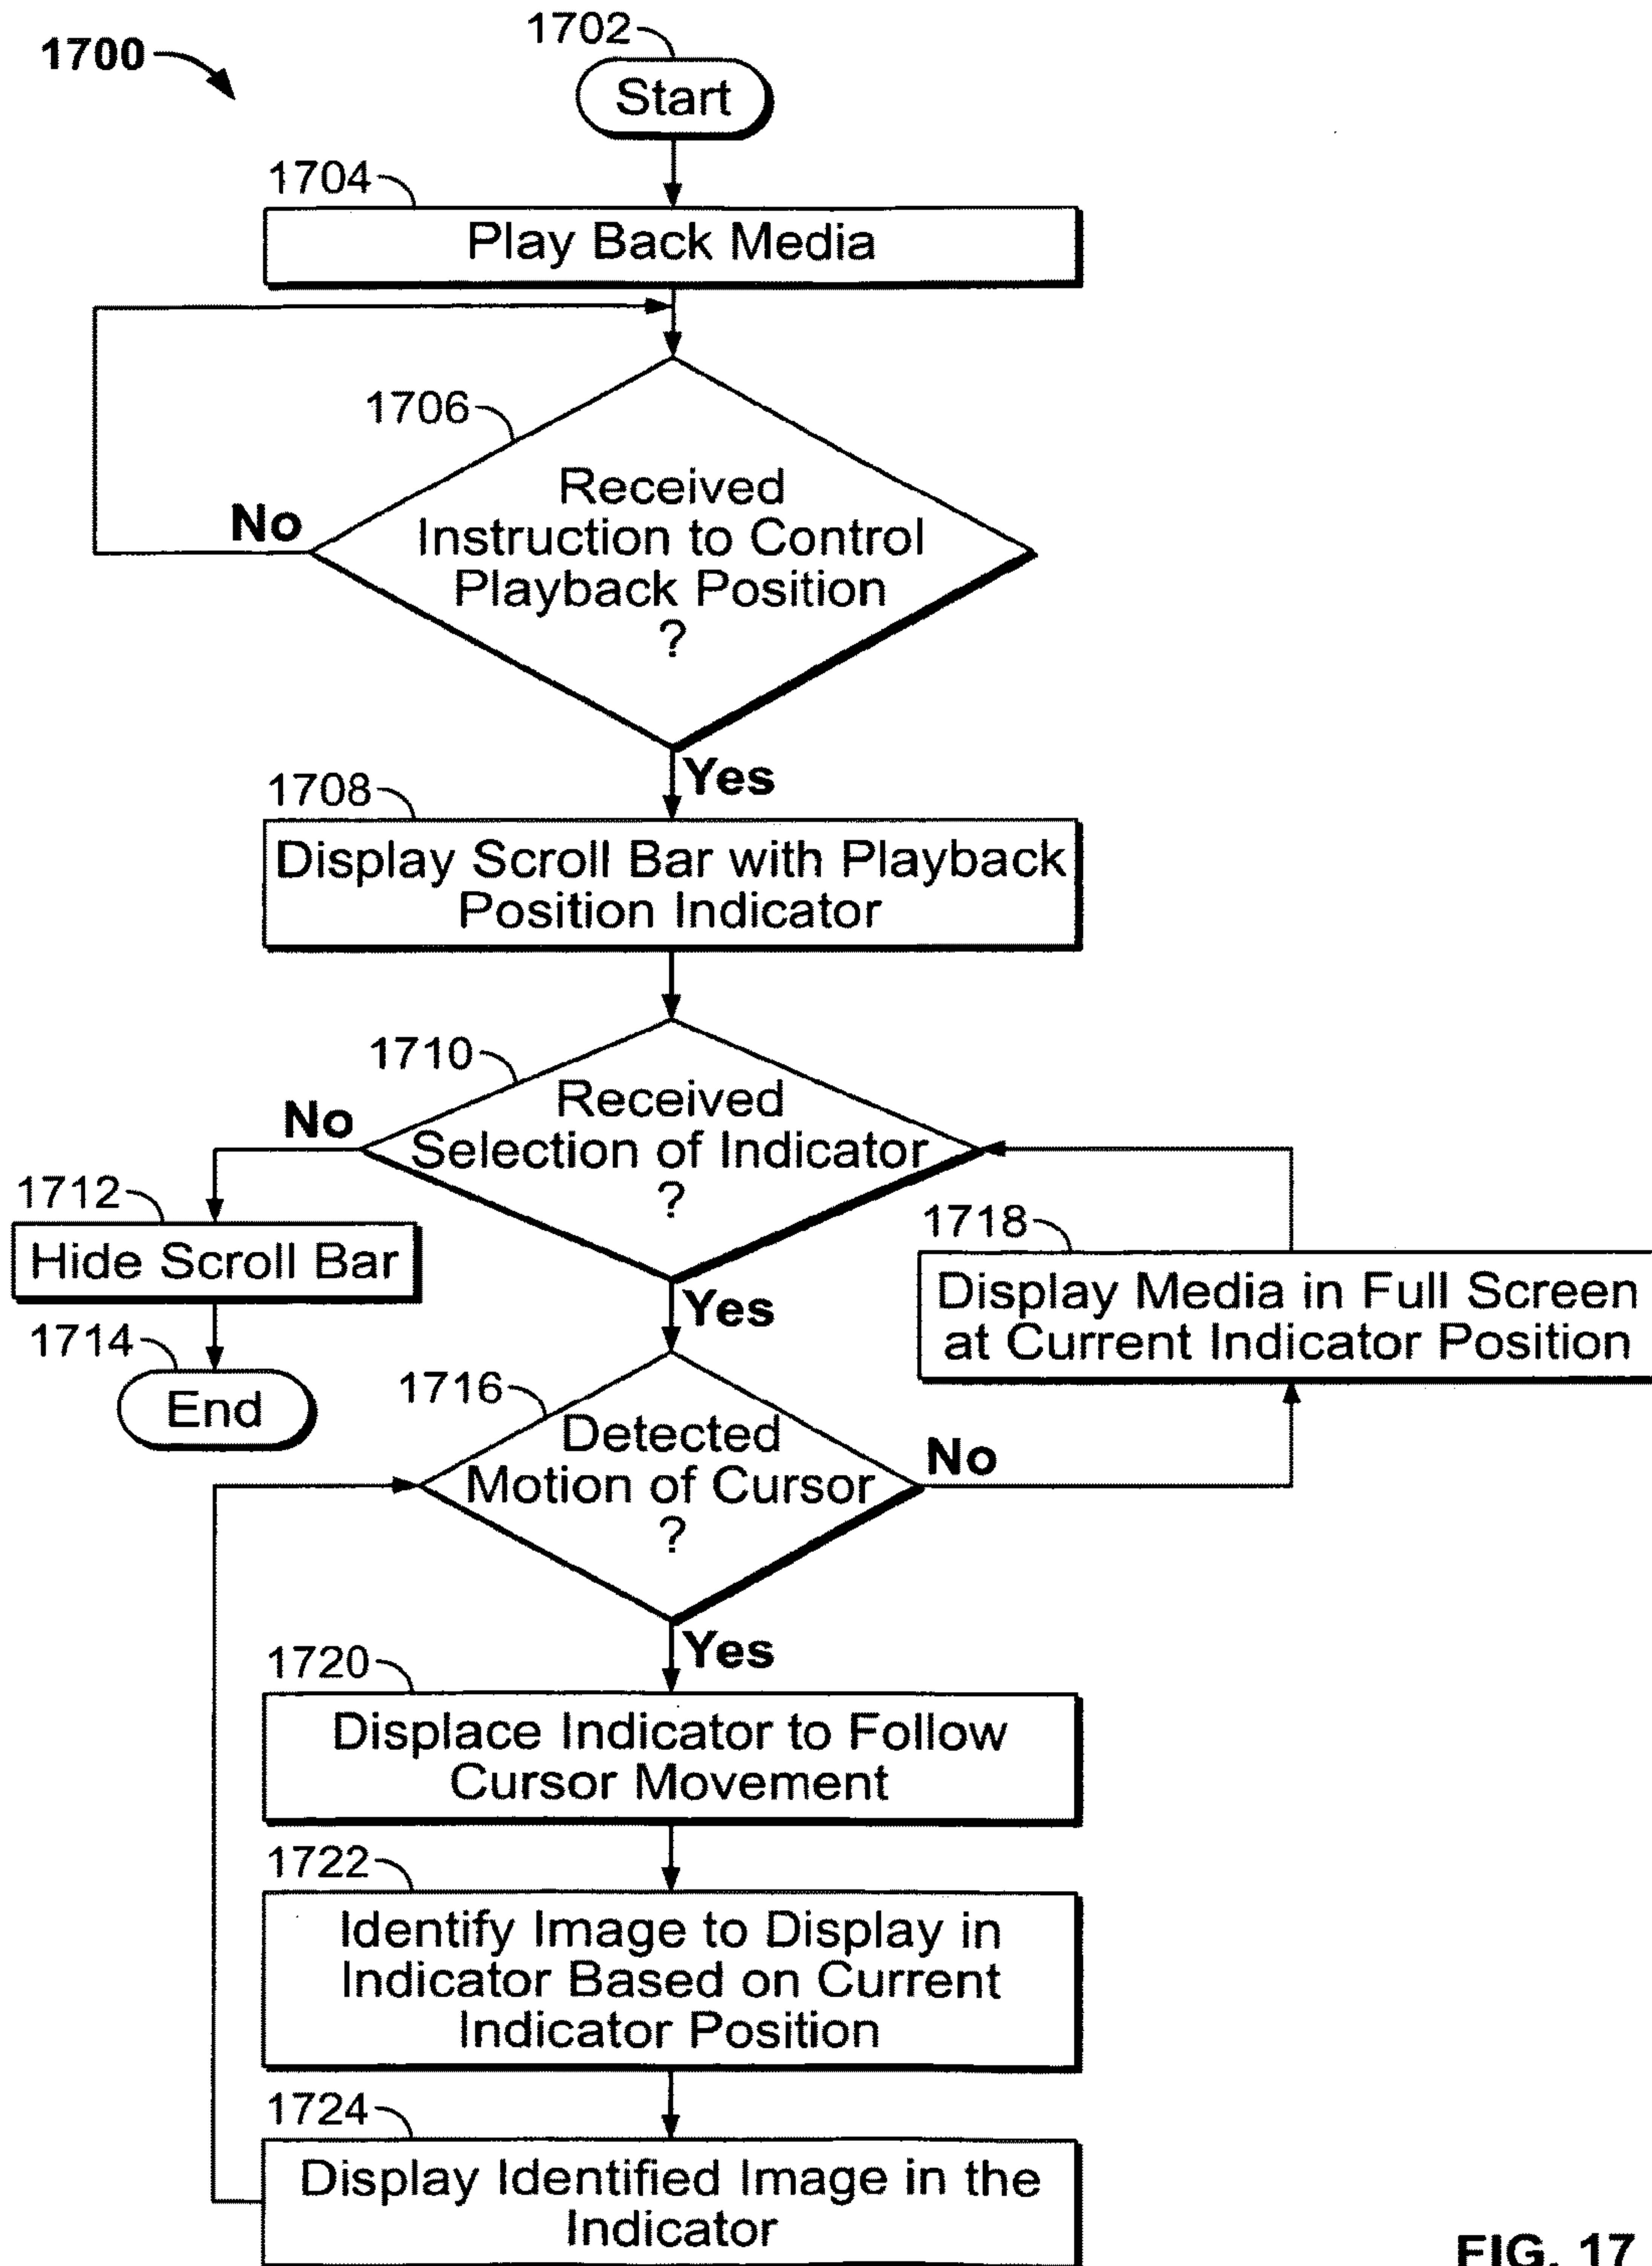 1700
1702
Start
1704
Play Back Media
1706
Received
Instruction to Control
Playback Position
?
No
Yes
1708
Display Scroll Bar with Playback
Position Indicator
1710
Received
Selection of Indicator
?
No
Yes
1712
Hide Scroll Bar
1714
End
1718
Display Media in Full Screen
at Current Indicator Position
1716
Detected
Motion of Cursor
?
No
Yes
1720
Displace Indicator to Follow
Cursor Movement
1722
Identify Image to Display in
Indicator Based on Current
Indicator Position
1724
Display Identified Image in the
Indicator
FIG. 17